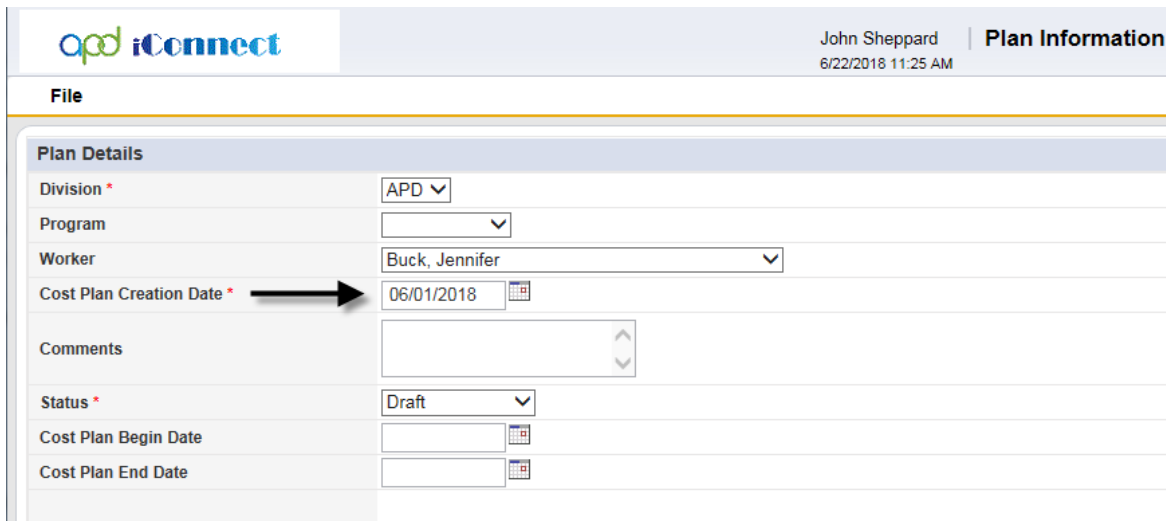 apd iConnect
John Sheppard | Plan Information
6/22/2018 11:25 AM
File
Plan Details
Division * APD
Program
Worker Buck, Jennifer
Cost Plan Creation Date * 06/01/2018
Comments
Status * Draft
Cost Plan Begin Date
Cost Plan End Date